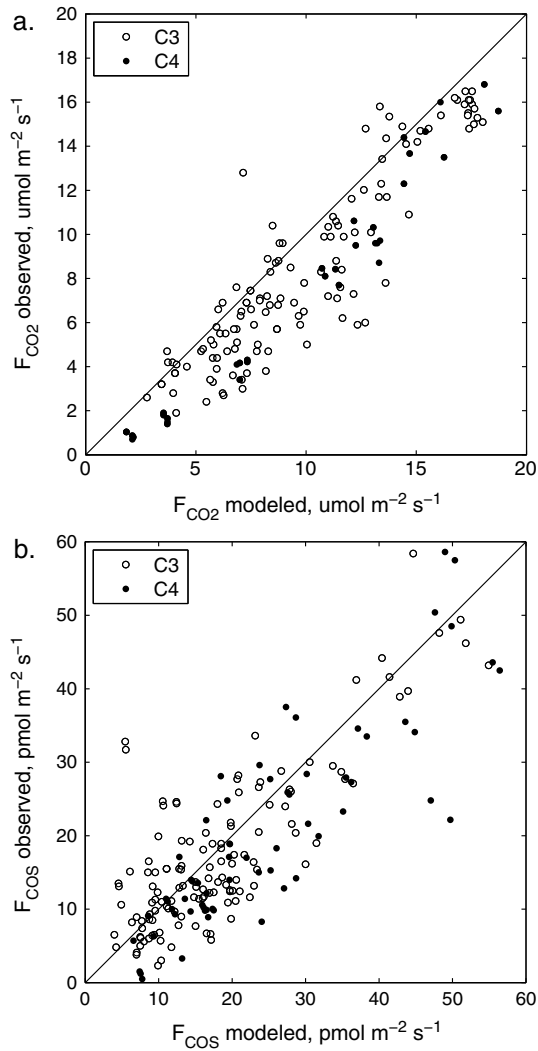 a.
C3
C4
20
18
16
14
12
10
8
6
4
2
0
0 5 10 15 20
F_CO2 observed, umol m⁻² s⁻¹
F_CO2 modeled, umol m⁻² s⁻¹
b.
C3
C4
60
50
40
30
20
10
0
0 10 20 30 40 50 60
F_COS observed, pmol m⁻² s⁻¹
F_COS modeled, pmol m⁻² s⁻¹